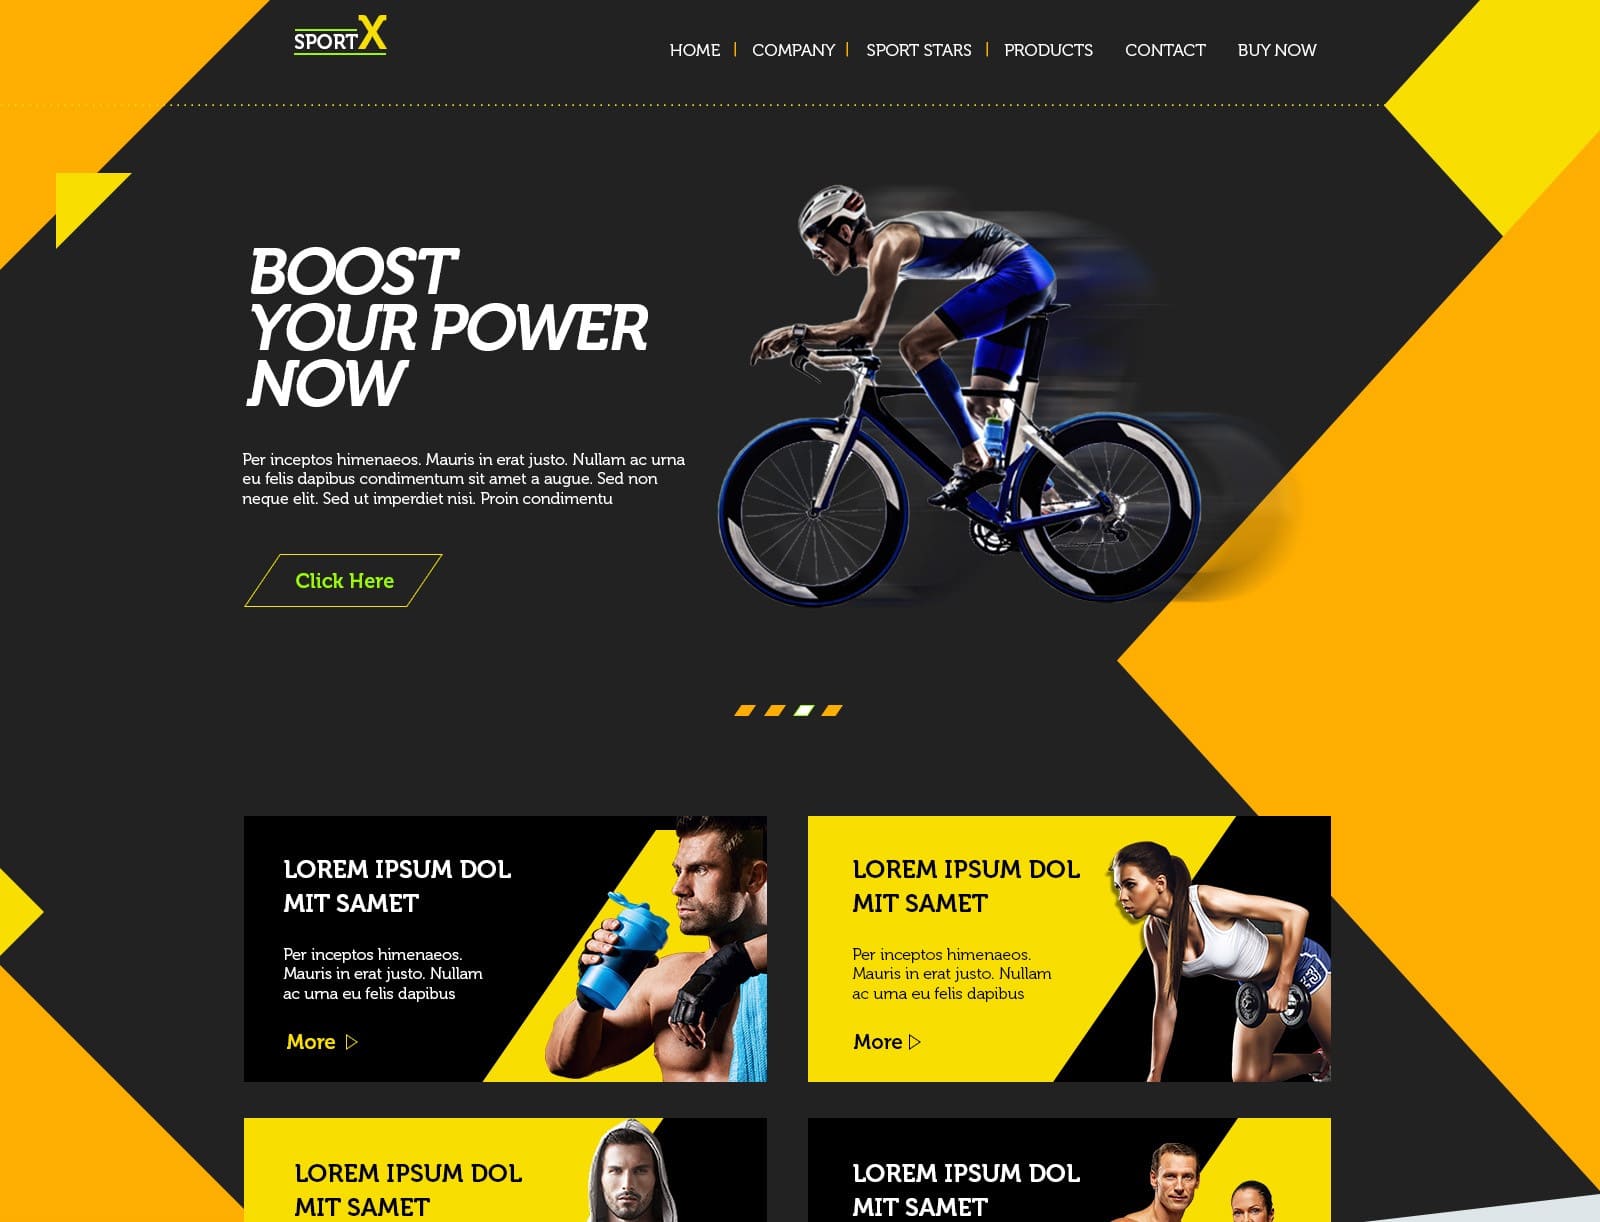 SPORTX
HOME | COMPANY | SPORT STARS | PRODUCTS CONTACT BUY NOW
BOOST
YOUR POWER
NOW
Per inceptos himenaeos. Mauris in erat justo. Nullam ac urna
eu felis dapibus condimentum sit amet a augue. Sed non
neque elit. Sed ut imperdiet nisi. Proin condimentu
Click Here
LOREM IPSUM DOL
MIT SAMET
Per inceptos himenaeos.
Mauris in erat justo. Nullam
ac urna eu felis dapibus
More
LOREM IPSUM DOL
MIT SAMET
Per inceptos himenaeos.
Mauris in erat justo. Nullam
ac urna eu felis dapibus
More
LOREM IPSUM DOL
MIT SAMET
LOREM IPSUM DOL
MIT SAMET